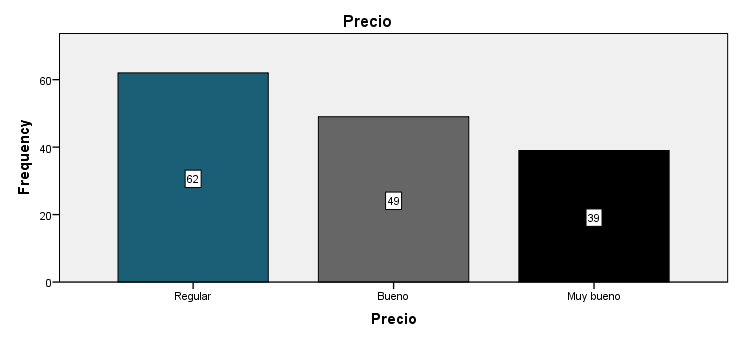 Precio
Frequency
60
40
20
0
62
49
39
Regular
Bueno
Muy bueno
Precio